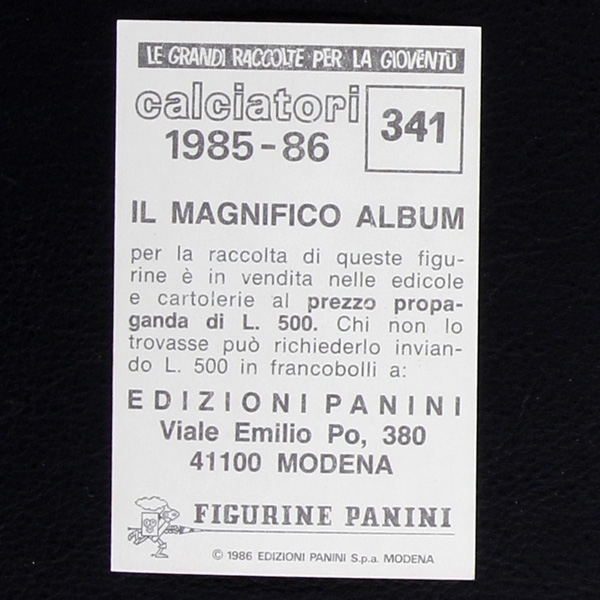 LE GRANDI RACCOLTE PER LA GIOVENTÙ
calciatori
1985-86
341
IL MAGNIFICO ALBUM
per la raccolta di queste figu-
rine è in vendita nelle edicole
e cartolerie al prezzo propa-
ganda di L. 500. Chi non lo
trovasse può richiederlo invian-
do L. 500 in francobolli a:
EDIZIONI PANINI
Viale Emilio Po, 380
41100 MODENA
FIGURINE PANINI
© 1986 EDIZIONI PANINI S.p.a. MODENA